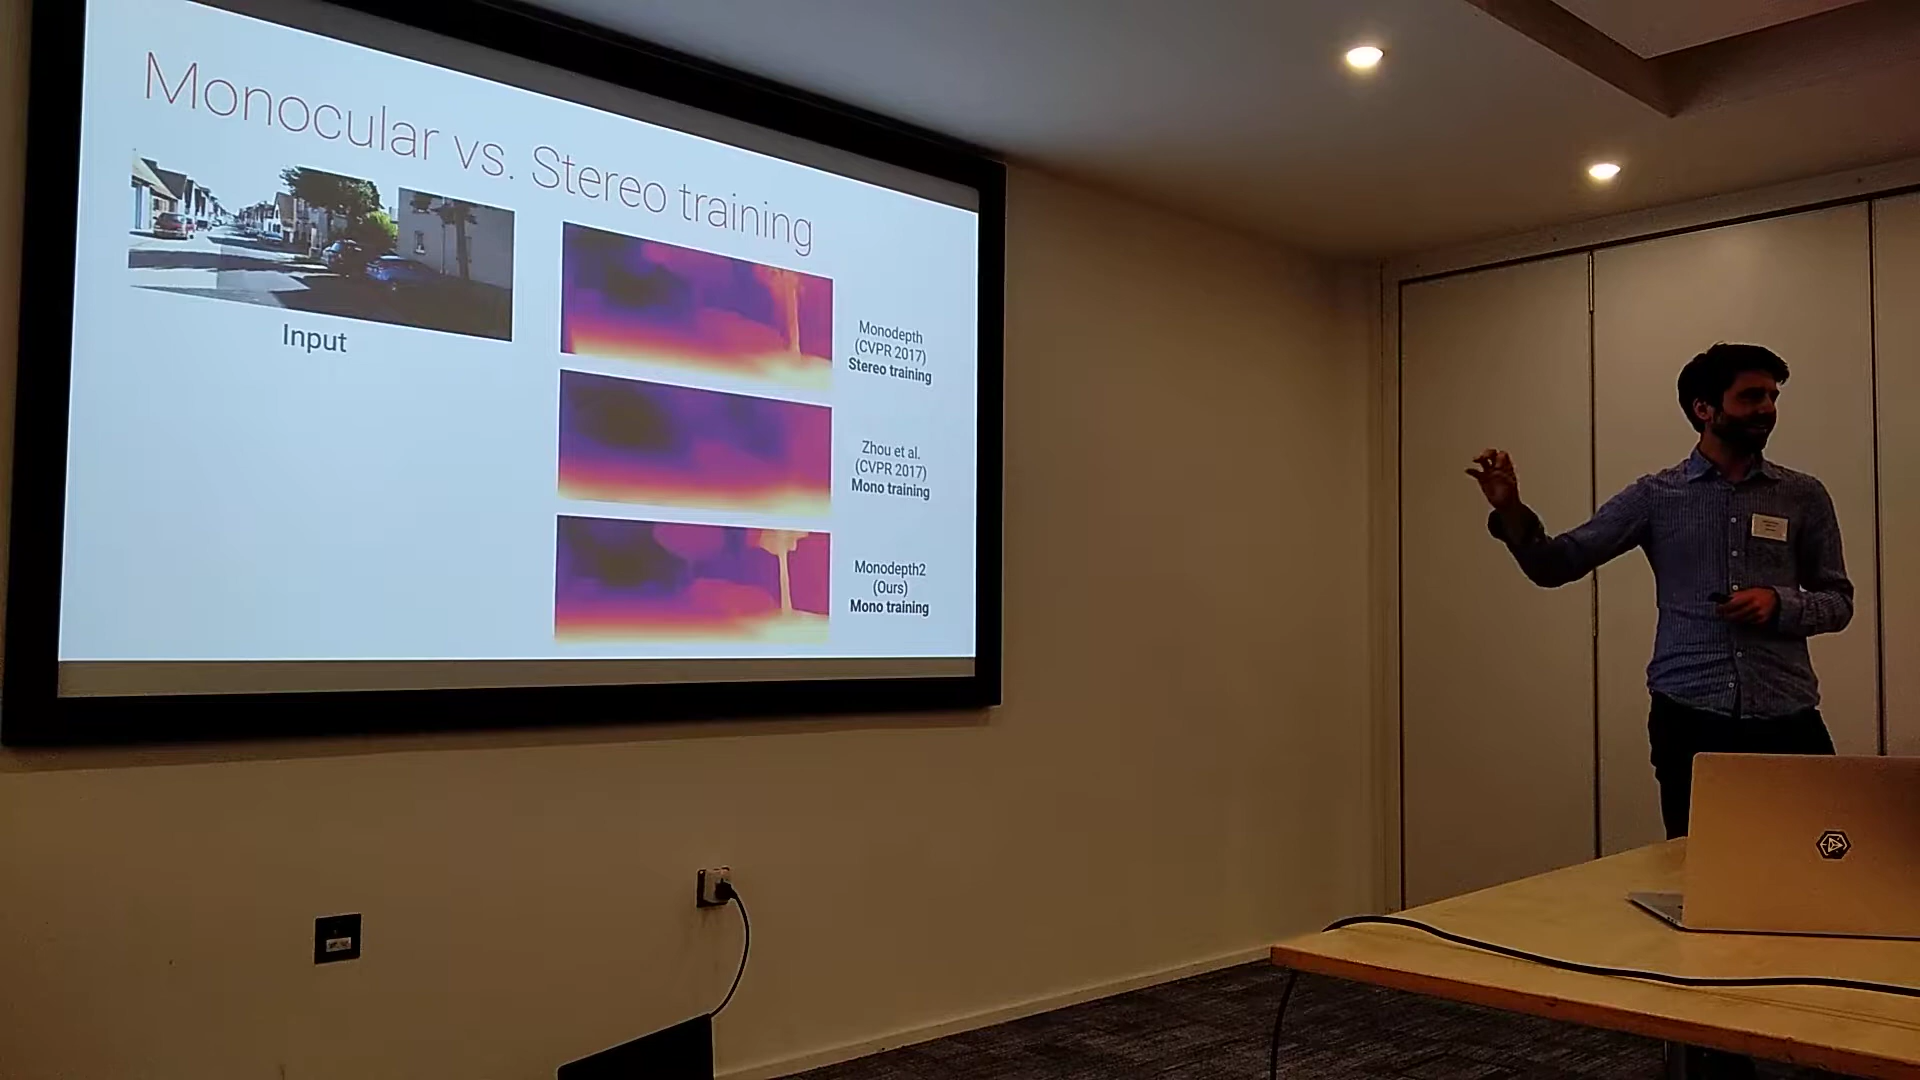 Monocular vs. Stereo training
Input
Monodepth
(CVPR 2017)
Stereo training
Zhou et al.
(CVPR 2017)
Mono training
Monodepth2
(Ours)
Mono training